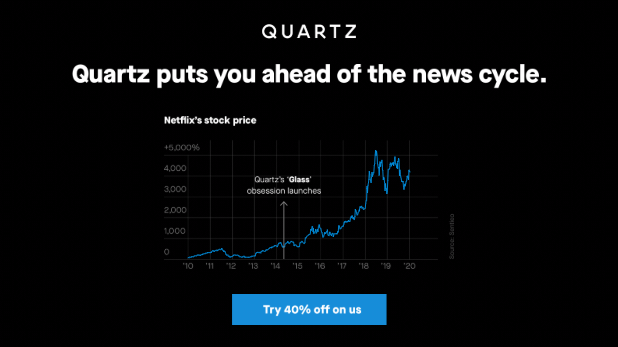 QUARTZ
Quartz puts you ahead of the news cycle.
Netflix's stock price
+5,000%
4,000
3,000
2,000
1,000
0
Quartz's 'Glass'
obsession launches
'10 '11 '12 '13 '14 '15 '16 '17 '18 '19 '20
Source: Sentieo
Try 40% off on us